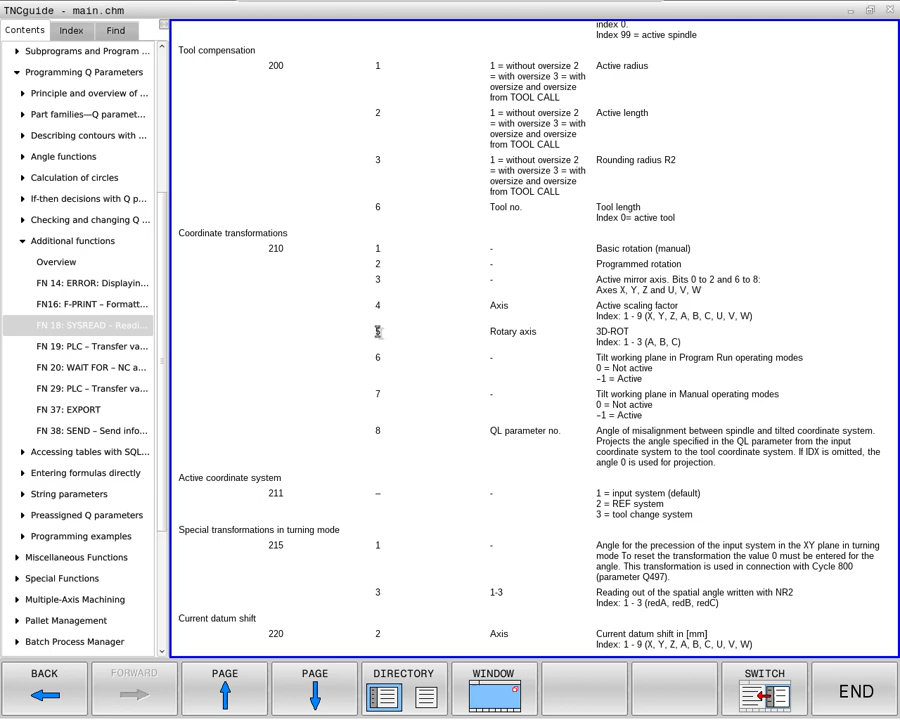 TNCguide - main.chm
Contents
Index
Find
Subprograms and Program ...
Programming Q Parameters
Principle and overview of ...
Part families—Q paramet...
Describing contours with ...
Angle functions
Calculation of circles
If-then decisions with Q p...
Checking and changing Q ...
Additional functions
Overview
FN 14: ERROR: Displayin...
FN16: F-PRINT – Formatt...
FN 18: SYSREAD – Readi...
FN 19: PLC – Transfer va...
FN 20: WAIT FOR – NC a...
FN 29: PLC – Transfer va...
FN 37: EXPORT
FN 38: SEND – Send info...
Accessing tables with SQL...
Entering formulas directly
String parameters
Preassigned Q parameters
Programming examples
Miscellaneous Functions
Special Functions
Multiple-Axis Machining
Pallet Management
Batch Process Manager
index 0.
Index 99 = active spindle
Tool compensation
200 1 1 = without oversize 2 Active radius
= with oversize 3 = with
oversize and oversize
from TOOL CALL
2 1 = without oversize 2 Active length
= with oversize 3 = with
oversize and oversize
from TOOL CALL
3 1 = without oversize 2 Rounding radius R2
= with oversize 3 = with
oversize and oversize
from TOOL CALL
6 Tool no. Tool length
Index 0= active tool
Coordinate transformations
210 1 - Basic rotation (manual)
2 - Programmed rotation
3 - Active mirror axis. Bits 0 to 2 and 6 to 8:
Axes X, Y, Z and U, V, W
4 Axis Active scaling factor
Index: 1 - 9 (X, Y, Z, A, B, C, U, V, W)
5 Rotary axis 3D-ROT
Index: 1 - 3 (A, B, C)
6 - Tilt working plane in Program Run operating modes
0 = Not active
–1 = Active
7 - Tilt working plane in Manual operating modes
0 = Not active
–1 = Active
8 QL parameter no. Angle of misalignment between spindle and tilted coordinate system.
Projects the angle specified in the QL parameter from the input
coordinate system to the tool coordinate system. If IDX is omitted, the
angle 0 is used for projection.
Active coordinate system
211 – - 1 = input system (default)
2 = REF system
3 = tool change system
Special transformations in turning mode
215 1 - Angle for the precession of the input system in the XY plane in turning
mode To reset the transformation the value 0 must be entered for the
angle. This transformation is used in connection with Cycle 800
(parameter Q497).
3 1-3 Reading out of the spatial angle written with NR2
Index: 1 - 3 (redA, redB, redC)
Current datum shift
220 2 Axis Current datum shift in [mm]
Index: 1 - 9 (X, Y, Z, A, B, C, U, V, W)
BACK
FORWARD
PAGE
PAGE
DIRECTORY
WINDOW
SWITCH
END